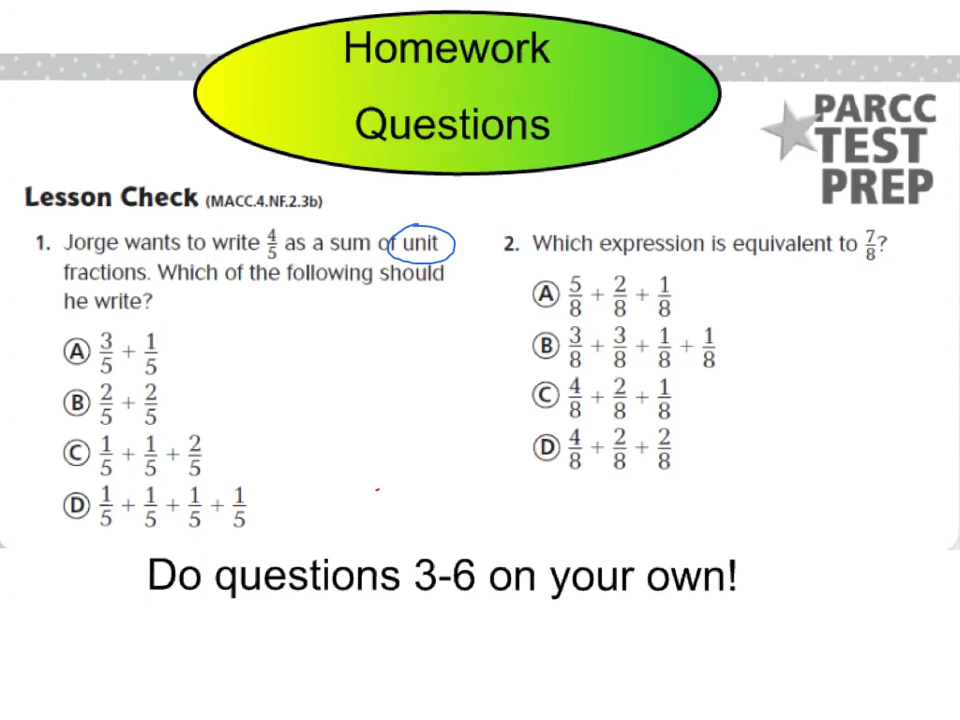 Homework
Questions
PARCC
TEST
PREP
Lesson Check (MACC.4.NF.2.3b)
1. Jorge wants to write 4/5 as a sum of unit
fractions. Which of the following should
he write?
A 3/5 + 1/5
B 2/5 + 2/5
C 1/5 + 1/5 + 2/5
D 1/5 + 1/5 + 1/5 + 1/5
2. Which expression is equivalent to 7/8?
A 5/8 + 2/8 + 1/8
B 3/8 + 3/8 + 1/8 + 1/8
C 4/8 + 2/8 + 1/8
D 4/8 + 2/8 + 2/8
Do questions 3-6 on your own!